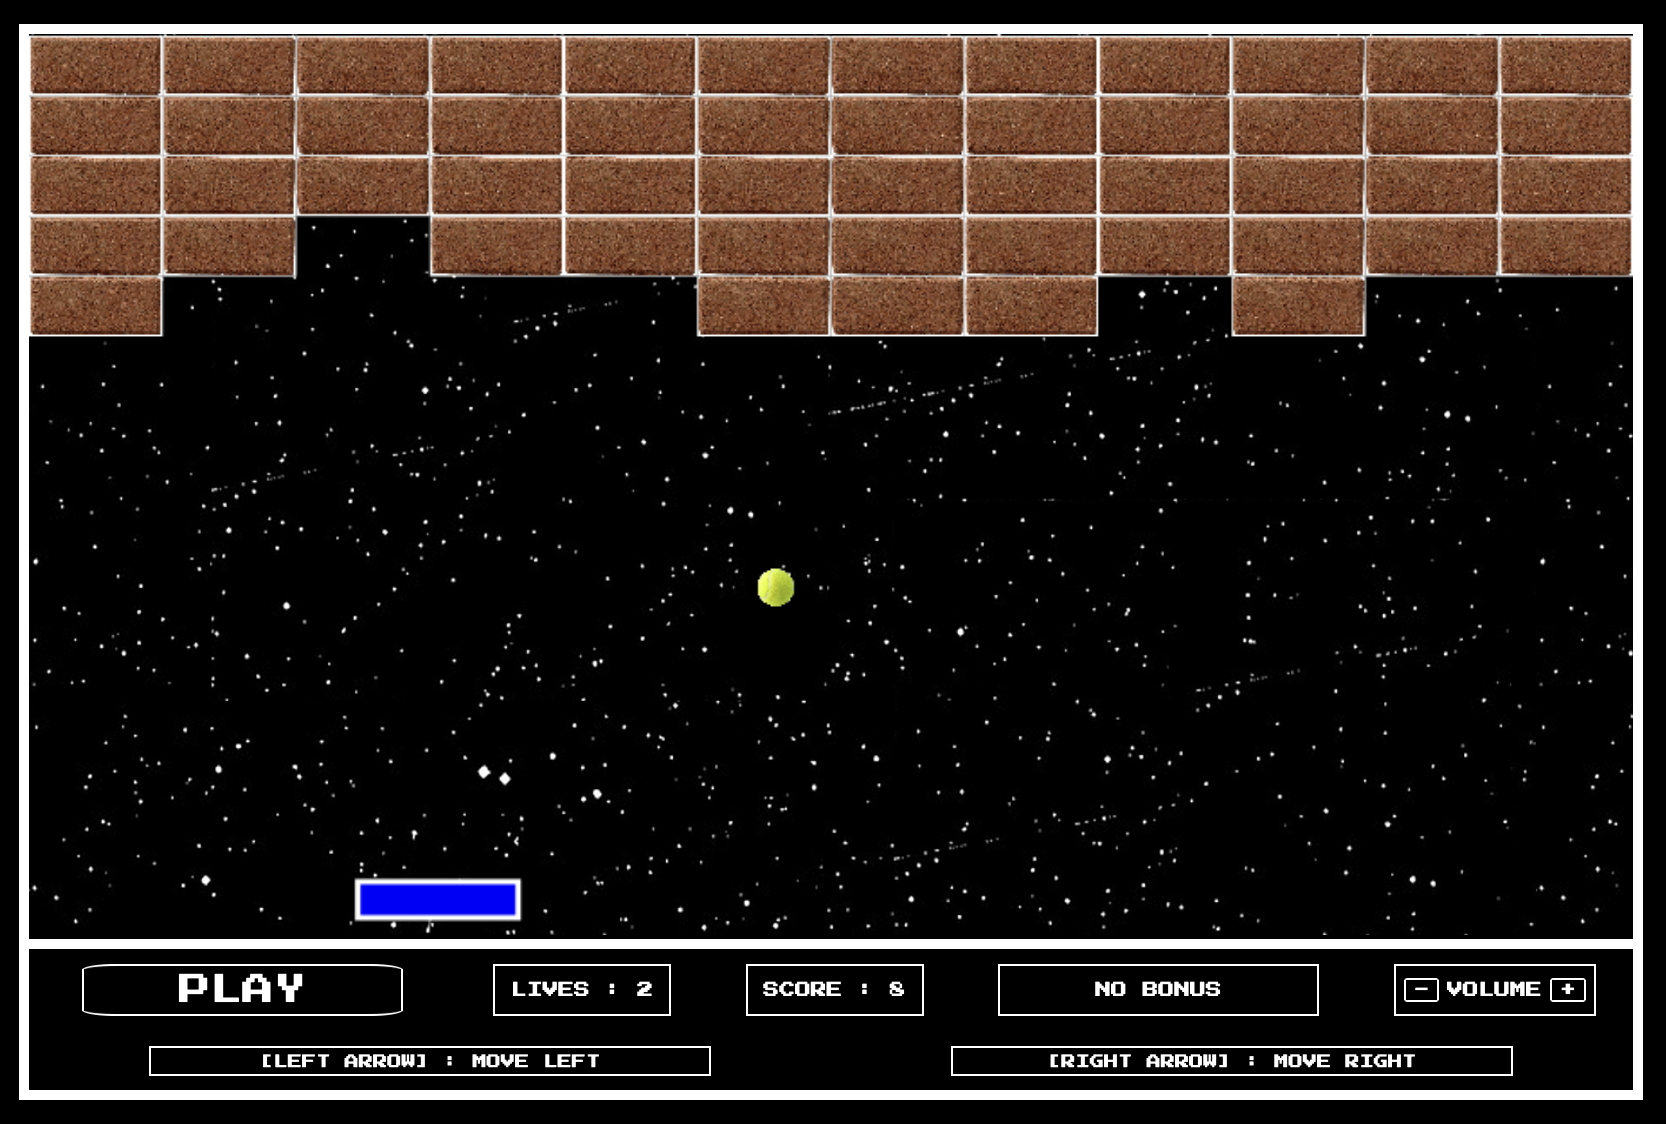 PLAY
LIVES : 2
SCORE : 8
NO BONUS
- VOLUME +
[LEFT ARROW] : MOVE LEFT
[RIGHT ARROW] : MOVE RIGHT